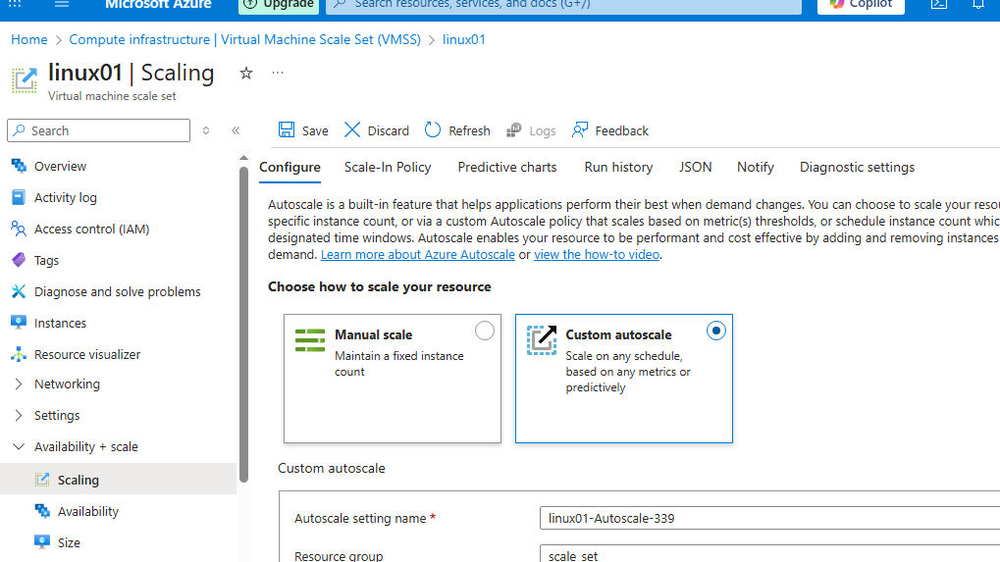 Microsoft Azure
Upgrade
Search resources, services, and docs (G+/)
Copilot
Home > Compute infrastructure | Virtual Machine Scale Set (VMSS) > linux01
linux01 | Scaling
Virtual machine scale set
Search
Save
Discard
Refresh
Logs
Feedback
Overview
Activity log
Access control (IAM)
Tags
Diagnose and solve problems
Instances
Resource visualizer
Networking
Settings
Availability + scale
Scaling
Availability
Size
Configure
Scale-In Policy
Predictive charts
Run history
JSON
Notify
Diagnostic settings
Autoscale is a built-in feature that helps applications perform their best when demand changes. You can choose to scale your resou
specific instance count, or via a custom Autoscale policy that scales based on metric(s) thresholds, or schedule instance count whic
designated time windows. Autoscale enables your resource to be performant and cost effective by adding and removing instances
demand. Learn more about Azure Autoscale or view the how-to video.
Choose how to scale your resource
Manual scale
Maintain a fixed instance
count
Custom autoscale
Scale on any schedule,
based on any metrics or
predictively
Custom autoscale
Autoscale setting name *
linux01-Autoscale-339
Resource group
scale_set